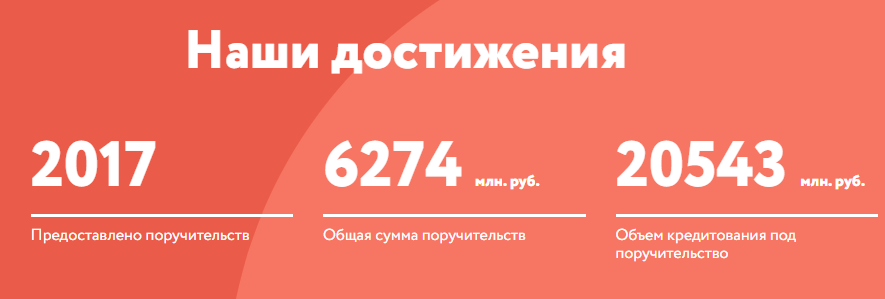 Наши достижения
2017
Предоставлено поручительств
6274 млн. руб.
Общая сумма поручительств
20543 млн. руб.
Объем кредитования под
поручительство